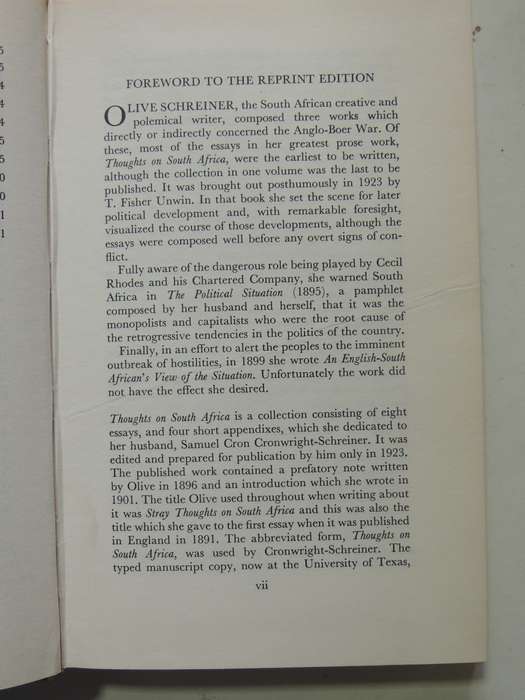 5
5
4
4
4
5
5
0
0
1
1
FOREWORD TO THE REPRINT EDITION
OLIVE SCHREINER, the South African creative and
polemical writer, composed three works which
directly or indirectly concerned the Anglo-Boer War. Of
these, most of the essays in her greatest prose work,
Thoughts on South Africa, were the earliest to be written,
although the collection in one volume was the last to be
published. It was brought out posthumously in 1923 by
T. Fisher Unwin. In that book she set the scene for later
political development and, with remarkable foresight,
visualized the course of those developments, although the
essays were composed well before any overt signs of con-
flict.
Fully aware of the dangerous role being played by Cecil
Rhodes and his Chartered Company, she warned South
Africa in The Political Situation (1895), a pamphlet
composed by her husband and herself, that it was the
monopolists and capitalists who were the root cause of
the retrogressive tendencies in the politics of the country.
Finally, in an effort to alert the peoples to the imminent
outbreak of hostilities, in 1899 she wrote An English-South
African's View of the Situation. Unfortunately the work did
not have the effect she desired.
Thoughts on South Africa is a collection consisting of eight
essays, and four short appendixes, which she dedicated to
her husband, Samuel Cron Cronwright-Schreiner. It was
edited and prepared for publication by him only in 1923.
The published work contained a prefatory note written
by Olive in 1896 and an introduction which she wrote in
1901. The title Olive used throughout when writing about
it was Stray Thoughts on South Africa and this was also the
title which she gave to the first essay when it was published
in England in 1891. The abbreviated form, Thoughts on
South Africa, was used by Cronwright-Schreiner. The
typed manuscript copy, now at the University of Texas,
vii